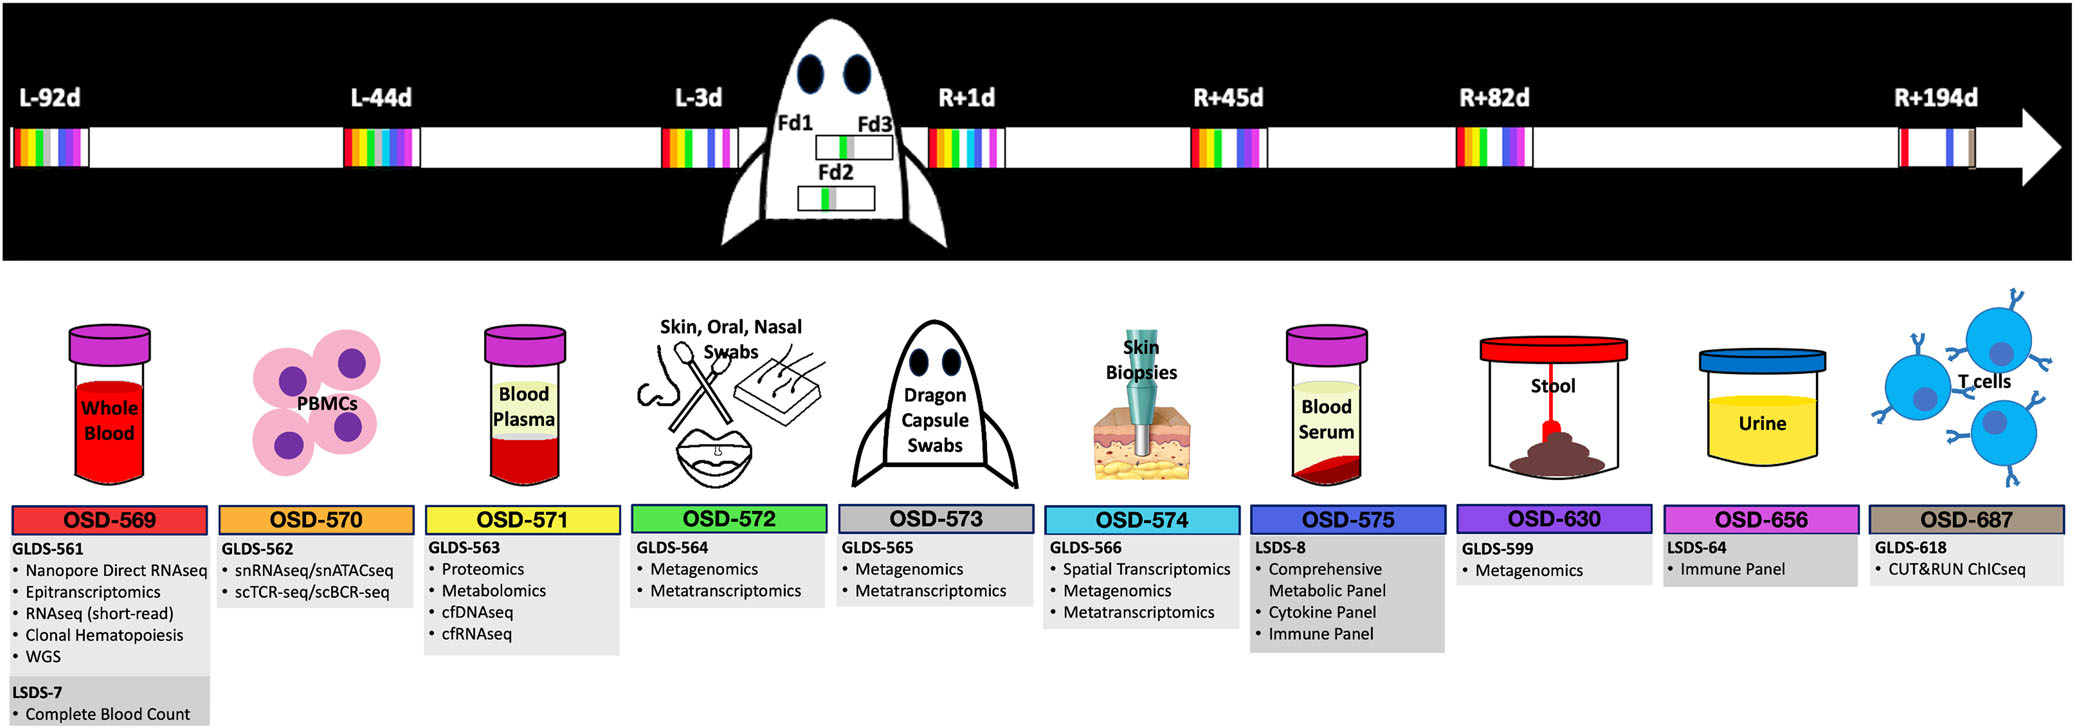 L-92d
L-44d
L-3d
R+1d
R+45d
R+82d
R+194d
Fd1
Fd3
Fd2
Whole
Blood
PBMCs
Blood
Plasma
Skin, Oral, Nasal
Swabs
Dragon
Capsule
Swabs
Skin
Biopsies
Blood
Serum
Stool
Urine
T cells
OSD-569
GLDS-561
• Nanopore Direct RNAseq
• Epitranscriptomics
• RNAseq (short-read)
• Clonal Hematopoiesis
• WGS
LSDS-7
• Complete Blood Count
OSD-570
GLDS-562
• snRNAseq/snATACseq
• scTCR-seq/scBCR-seq
OSD-571
GLDS-563
• Proteomics
• Metabolomics
• cfDNAseq
• cfRNAseq
OSD-572
GLDS-564
• Metagenomics
• Metatranscriptomics
OSD-573
GLDS-565
• Metagenomics
• Metatranscriptomics
OSD-574
GLDS-566
• Spatial Transcriptomics
• Metagenomics
• Metatranscriptomics
OSD-575
LSDS-8
• Comprehensive
Metabolic Panel
• Cytokine Panel
• Immune Panel
OSD-630
GLDS-599
• Metagenomics
OSD-656
LSDS-64
• Immune Panel
OSD-687
GLDS-618
• CUT&RUN ChICseq